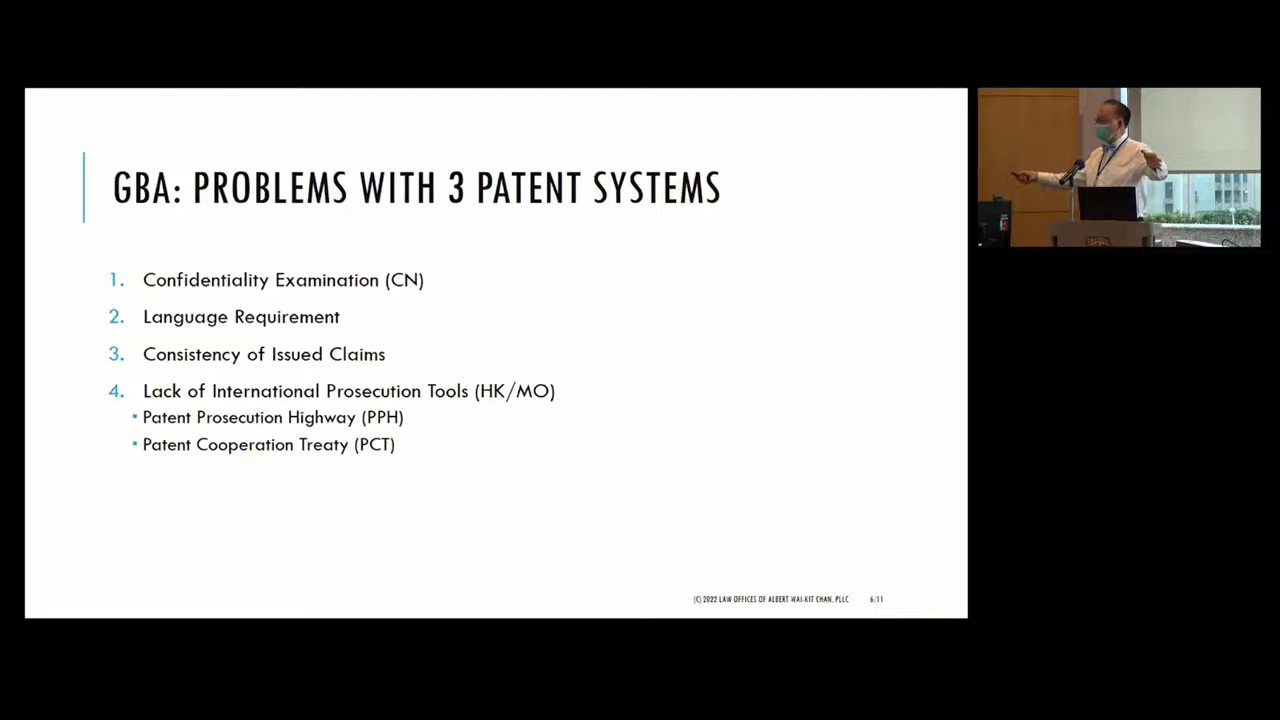 GBA: PROBLEMS WITH 3 PATENT SYSTEMS
1. Confidentiality Examination (CN)
2. Language Requirement
3. Consistency of Issued Claims
4. Lack of International Prosecution Tools (HK/MO)
▪ Patent Prosecution Highway (PPH)
▪ Patent Cooperation Treaty (PCT)
(C) 2022 LAW OFFICES OF ALBERT WAI-KIT CHAN, PLLC 6/11